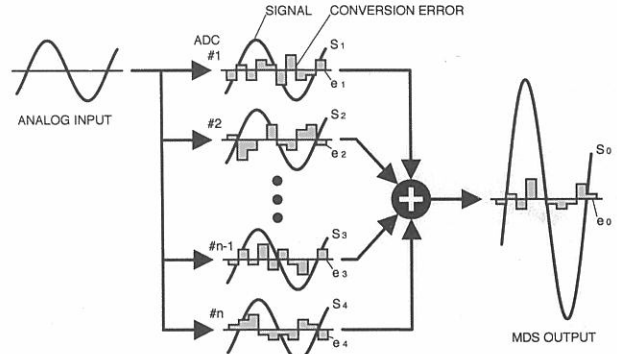 SIGNAL
CONVERSION ERROR
ADC
#1
S1
e1
ANALOG INPUT
#2
S2
e2
S0
e0
#n-1
S3
e3
#n
S4
e4
MDS OUTPUT